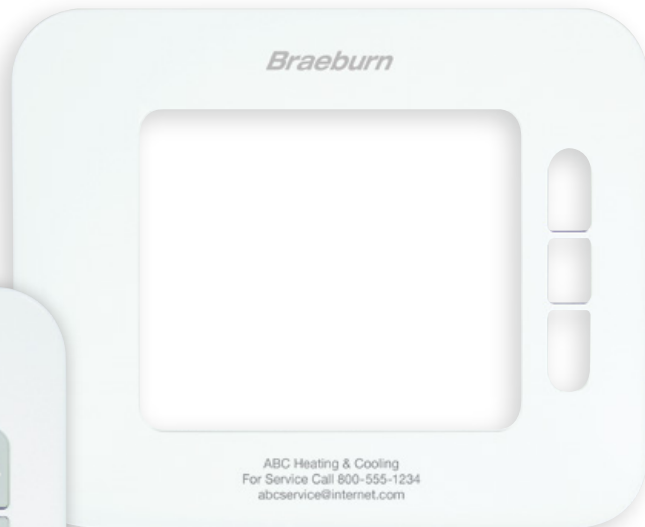 Braeburn
ABC Heating & Cooling
For Service Call 800-555-1234
abcservice@internet.com